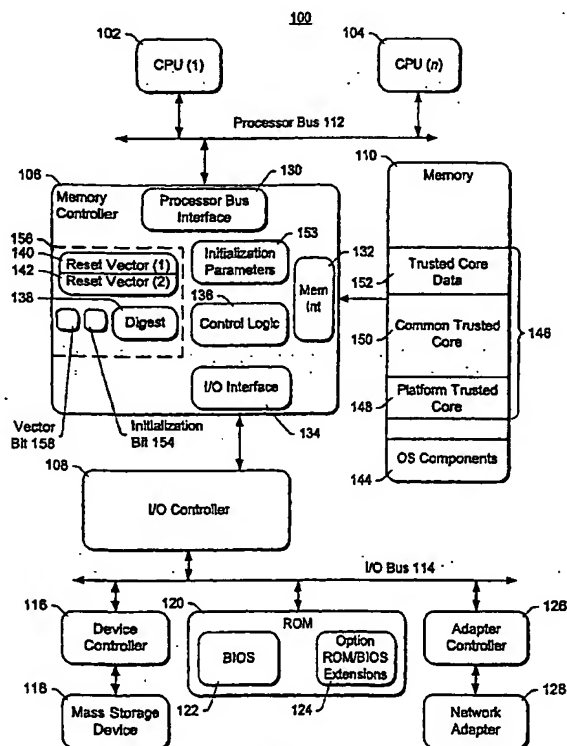 100
102
CPU (1)
104
CPU (n)
Processor Bus 112
106
Memory
Controller
130
Processor Bus
Interface
110
Memory
156
140
Reset Vector (1)
142
Reset Vector (2)
138
Digest
153
Initialization
Parameters
136
Control Logic
132
Mem
Int
I/O Interface
134
Trusted Core
Data
152
Common Trusted
Core
150
146
Platform Trusted
Core
148
OS Components
144
Vector
Bit 158
Initialization
Bit 154
108
I/O Controller
I/O Bus 114
116
Device
Controller
120
ROM
BIOS
122
Option
ROM/BIOS
Extensions
124
126
Adapter
Controller
118
Mass Storage
Device
128
Network
Adapter